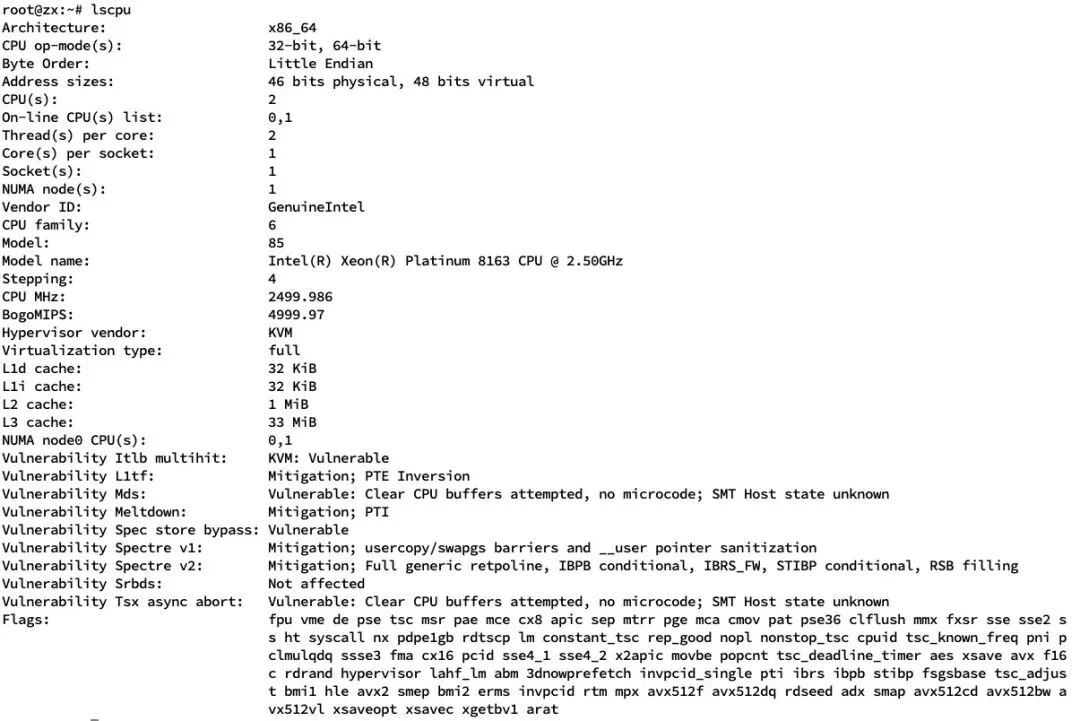 root@zx:~# lscpu
Architecture: x86_64
CPU op-mode(s): 32-bit, 64-bit
Byte Order: Little Endian
Address sizes: 46 bits physical, 48 bits virtual
CPU(s): 2
On-line CPU(s) list: 0,1
Thread(s) per core: 2
Core(s) per socket: 1
Socket(s): 1
NUMA node(s): 1
Vendor ID: GenuineIntel
CPU family: 6
Model: 85
Model name: Intel(R) Xeon(R) Platinum 8163 CPU @ 2.50GHz
Stepping: 4
CPU MHz: 2499.986
BogoMIPS: 4999.97
Hypervisor vendor: KVM
Virtualization type: full
L1d cache: 32 KiB
L1i cache: 32 KiB
L2 cache: 1 MiB
L3 cache: 33 MiB
NUMA node0 CPU(s): 0,1
Vulnerability Itlb multihit: KVM: Vulnerable
Vulnerability L1tf: Mitigation; PTE Inversion
Vulnerability Mds: Vulnerable: Clear CPU buffers attempted, no microcode; SMT Host state unknown
Vulnerability Meltdown: Mitigation; PTI
Vulnerability Spec store bypass: Vulnerable
Vulnerability Spectre v1: Mitigation; usercopy/swapgs barriers and __user pointer sanitization
Vulnerability Spectre v2: Mitigation; Full generic retpoline, IBPB conditional, IBRS_FW, STIBP conditional, RSB filling
Vulnerability Srbds: Not affected
Vulnerability Tsx async abort: Vulnerable: Clear CPU buffers attempted, no microcode; SMT Host state unknown
Flags: fpu vme de pse tsc msr pae mce cx8 apic sep mtrr pge mca cmov pat pse36 clflush mmx fxsr sse sse2 s
s ht syscall nx pdpe1gb rdtscp lm constant_tsc rep_good nopl nonstop_tsc cpuid tsc_known_freq pni p
clmulqdq ssse3 fma cx16 pcid sse4_1 sse4_2 x2apic movbe popcnt tsc_deadline_timer aes xsave avx f16
c rdrand hypervisor lahf_lm abm 3dnowprefetch invpcid_single pti ibrs ibpb stibp fsgsbase tsc_adjus
t bmi1 hle avx2 smep bmi2 erms invpcid rtm mpx avx512f avx512dq rdseed adx smap avx512cd avx512bw a
vx512vl xsaveopt xsavec xgetbv1 arat